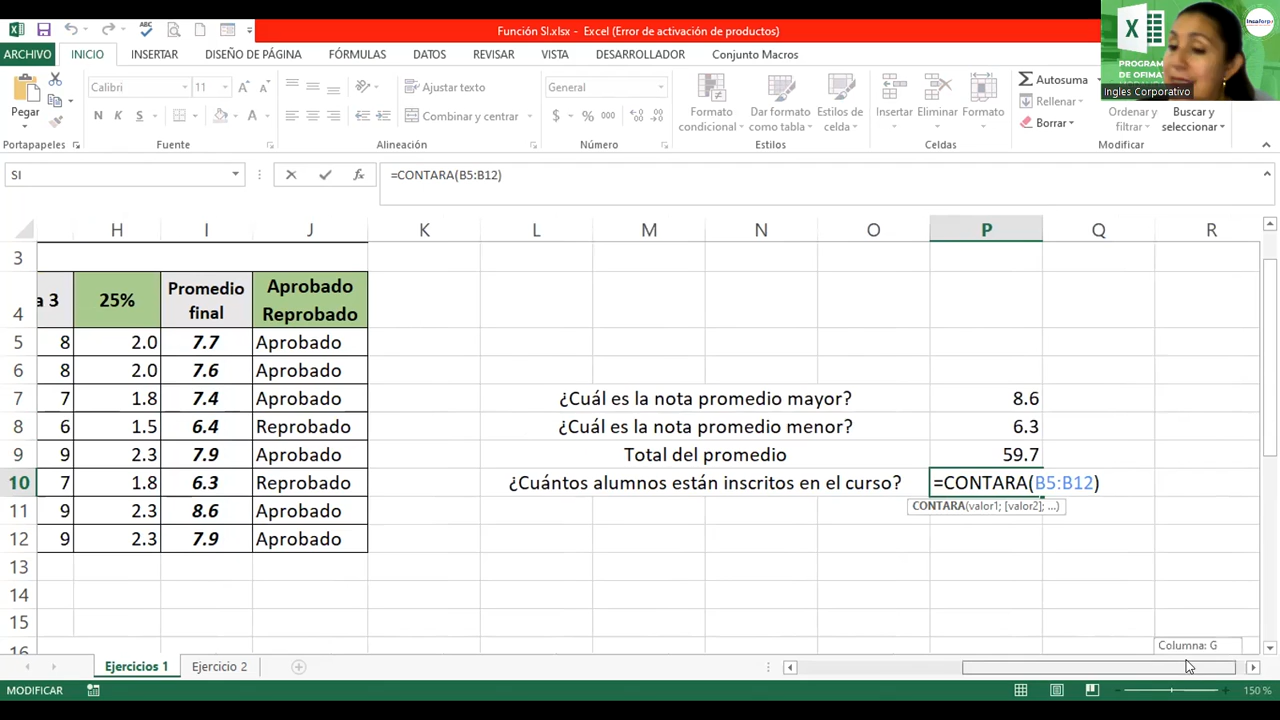 Función SI.xlsx - Excel (Error de activación de productos)
ARCHIVO INICIO INSERTAR DISEÑO DE PÁGINA FÓRMULAS DATOS REVISAR VISTA DESARROLLADOR Conjunto Macros
PROGRAM
DE OFIMÁT
Ingles Corporativo
Incaforp
Pegar
Calibri 11
N K S
Ajustar texto
Combinar y centrar
General
$ % 000
Formato condicional
Dar formato como tabla
Estilos de celda
Insertar Eliminar Formato
Autosuma
Rellenar
Borrar
Ordenar y filtrar
Buscar y seleccionar
Portapapeles Fuente Alineación Número Estilos Celdas Modificar
SI fx =CONTARA(B5:B12)
H I J K L M N O P Q R
3
4 a 3 25% Promedio final Aprobado Reprobado
5 8 2.0 7.7 Aprobado
6 8 2.0 7.6 Aprobado
7 7 1.8 7.4 Aprobado ¿Cuál es la nota promedio mayor? 8.6
8 6 1.5 6.4 Reprobado ¿Cuál es la nota promedio menor? 6.3
9 9 2.3 7.9 Aprobado Total del promedio 59.7
10 7 1.8 6.3 Reprobado ¿Cuántos alumnos están inscritos en el curso? =CONTARA(B5:B12)
CONTARA(valor1; [valor2]; ...)
11 9 2.3 8.6 Aprobado
12 9 2.3 7.9 Aprobado
13
14
15
16
Columna: G
Ejercicios 1 Ejercicio 2
MODIFICAR 150 %